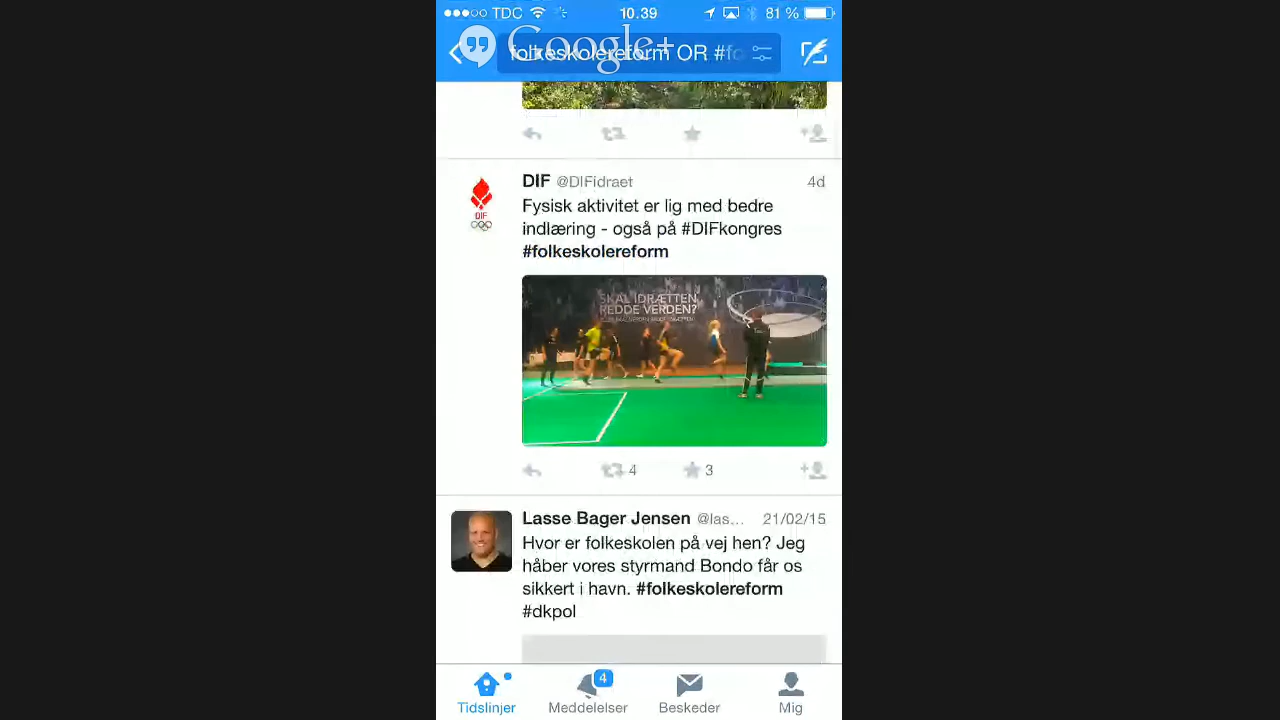 TDC 10.39 81 %
Google+
folkeskolereform OR #fo
DIF @DIFidraet 4d
Fysisk aktivitet er lig med bedre
indlæring - også på #DIFkongres
#folkeskolereform
DIF
SKAL IDRÆTTEN
REDDE VERDEN?
4 3
Lasse Bager Jensen @las... 21/02/15
Hvor er folkeskolen på vej hen? Jeg
håber vores styrmand Bondo får os
sikkert i havn. #folkeskolereform
#dkpol
4
Tidslinjer Meddelelser Beskeder Mig